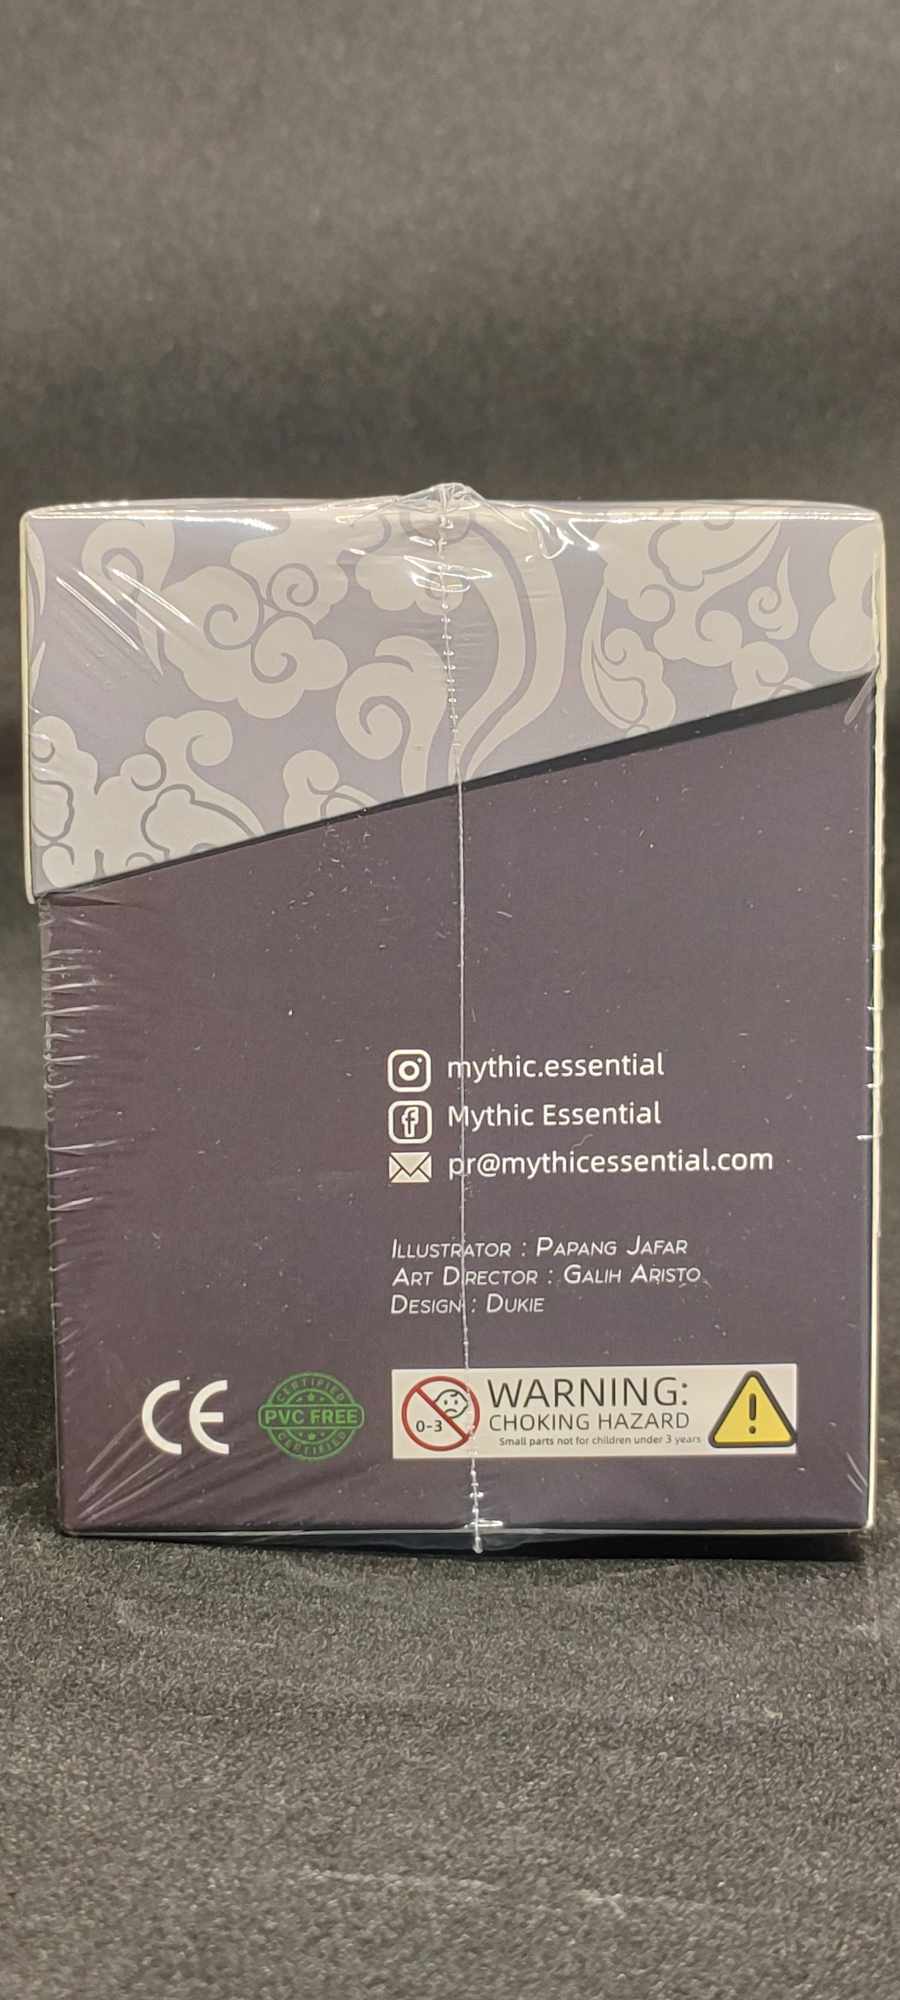 mythic.essential
Mythic Essential
pr@mythicessential.com
ILLUSTRATOR : PAPANG JAFAR
ART DIRECTOR : GALIH ARISTO
DESIGN : DUKIE
CE
CERTIFIED
PVC FREE
CERTIFIED
0-3
WARNING:
CHOKING HAZARD
Small parts not for children under 3 years